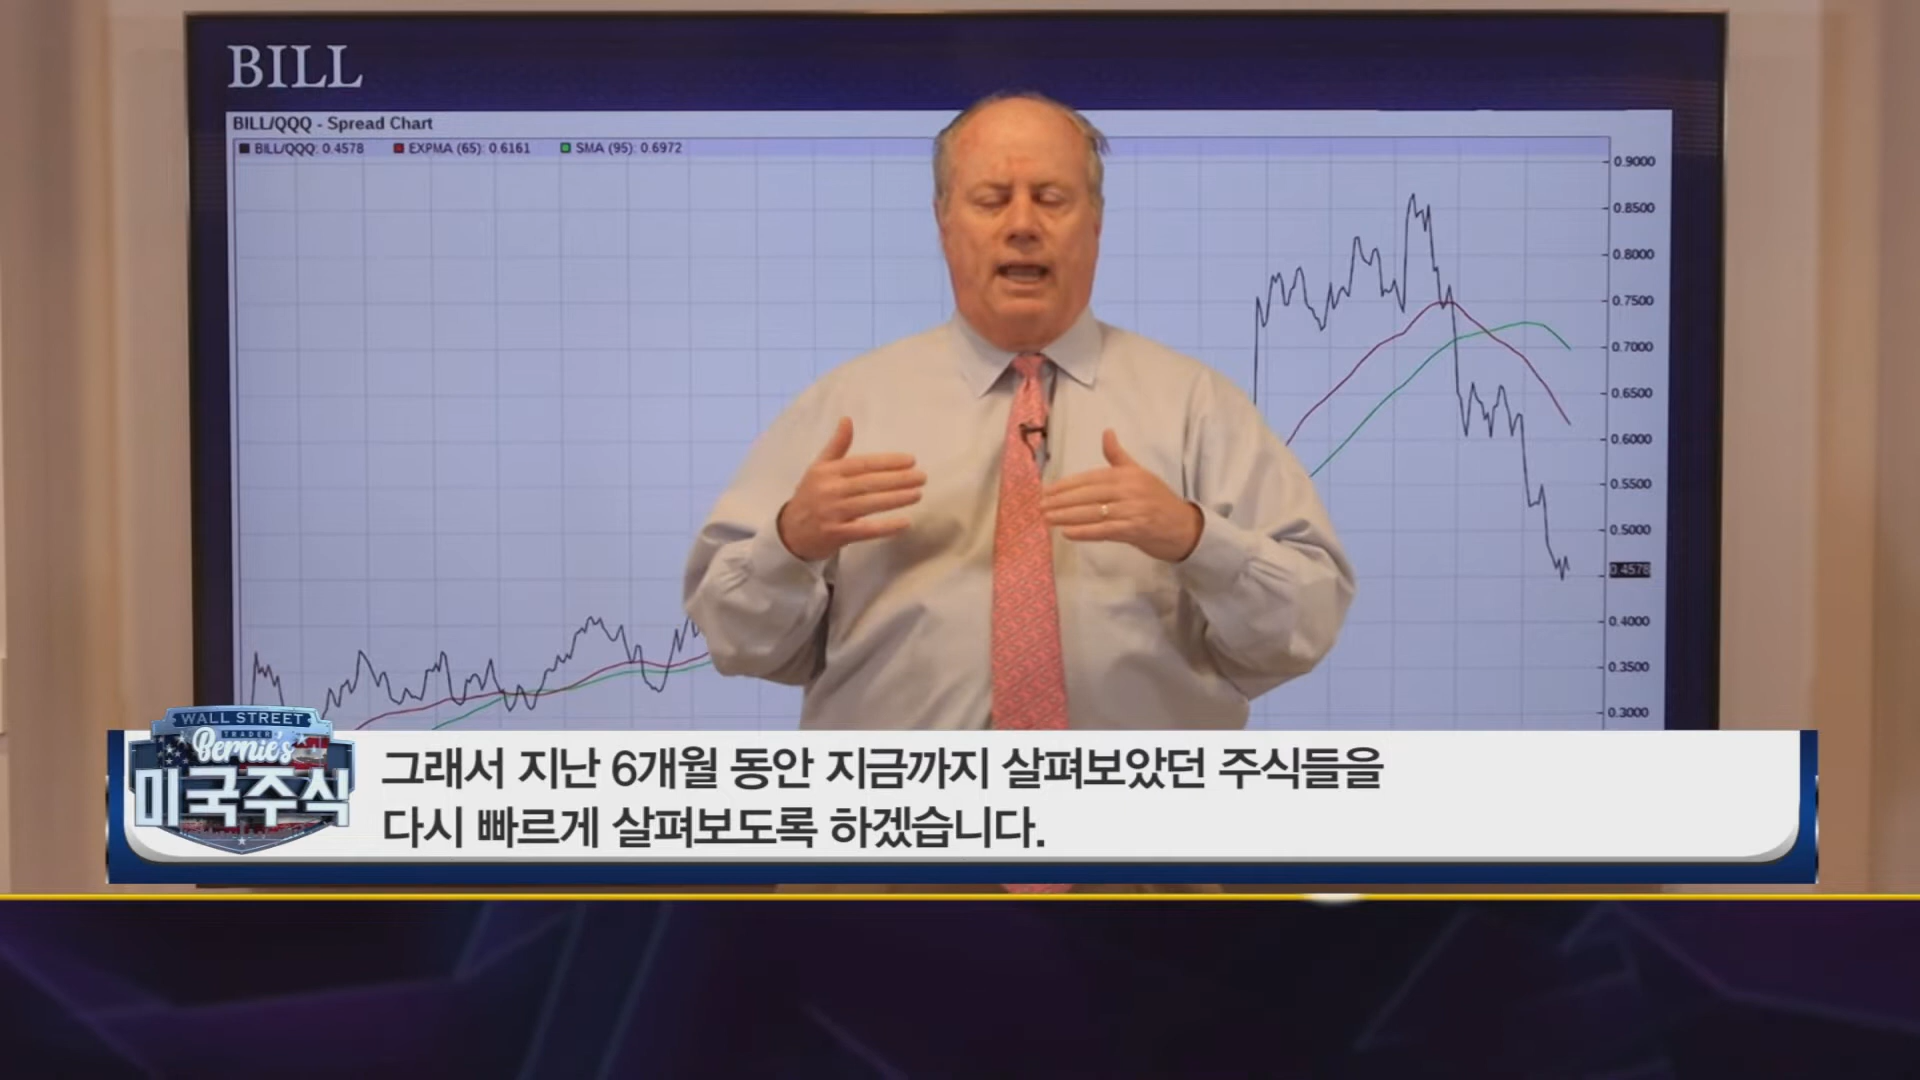 BILL
BILL/QQQ - Spread Chart
BILL/QQQ: 0.4578 EXPMA (65): 0.6161 SMA (95): 0.6972
0.9000
0.8500
0.8000
0.7500
0.7000
0.6500
0.6000
0.5500
0.5000
0.4578
0.4000
0.3500
0.3000
WALL STREET
TRADER
Bernie's
미국주식
그래서 지난 6개월 동안 지금까지 살펴보았던 주식들을
다시 빠르게 살펴보도록 하겠습니다.